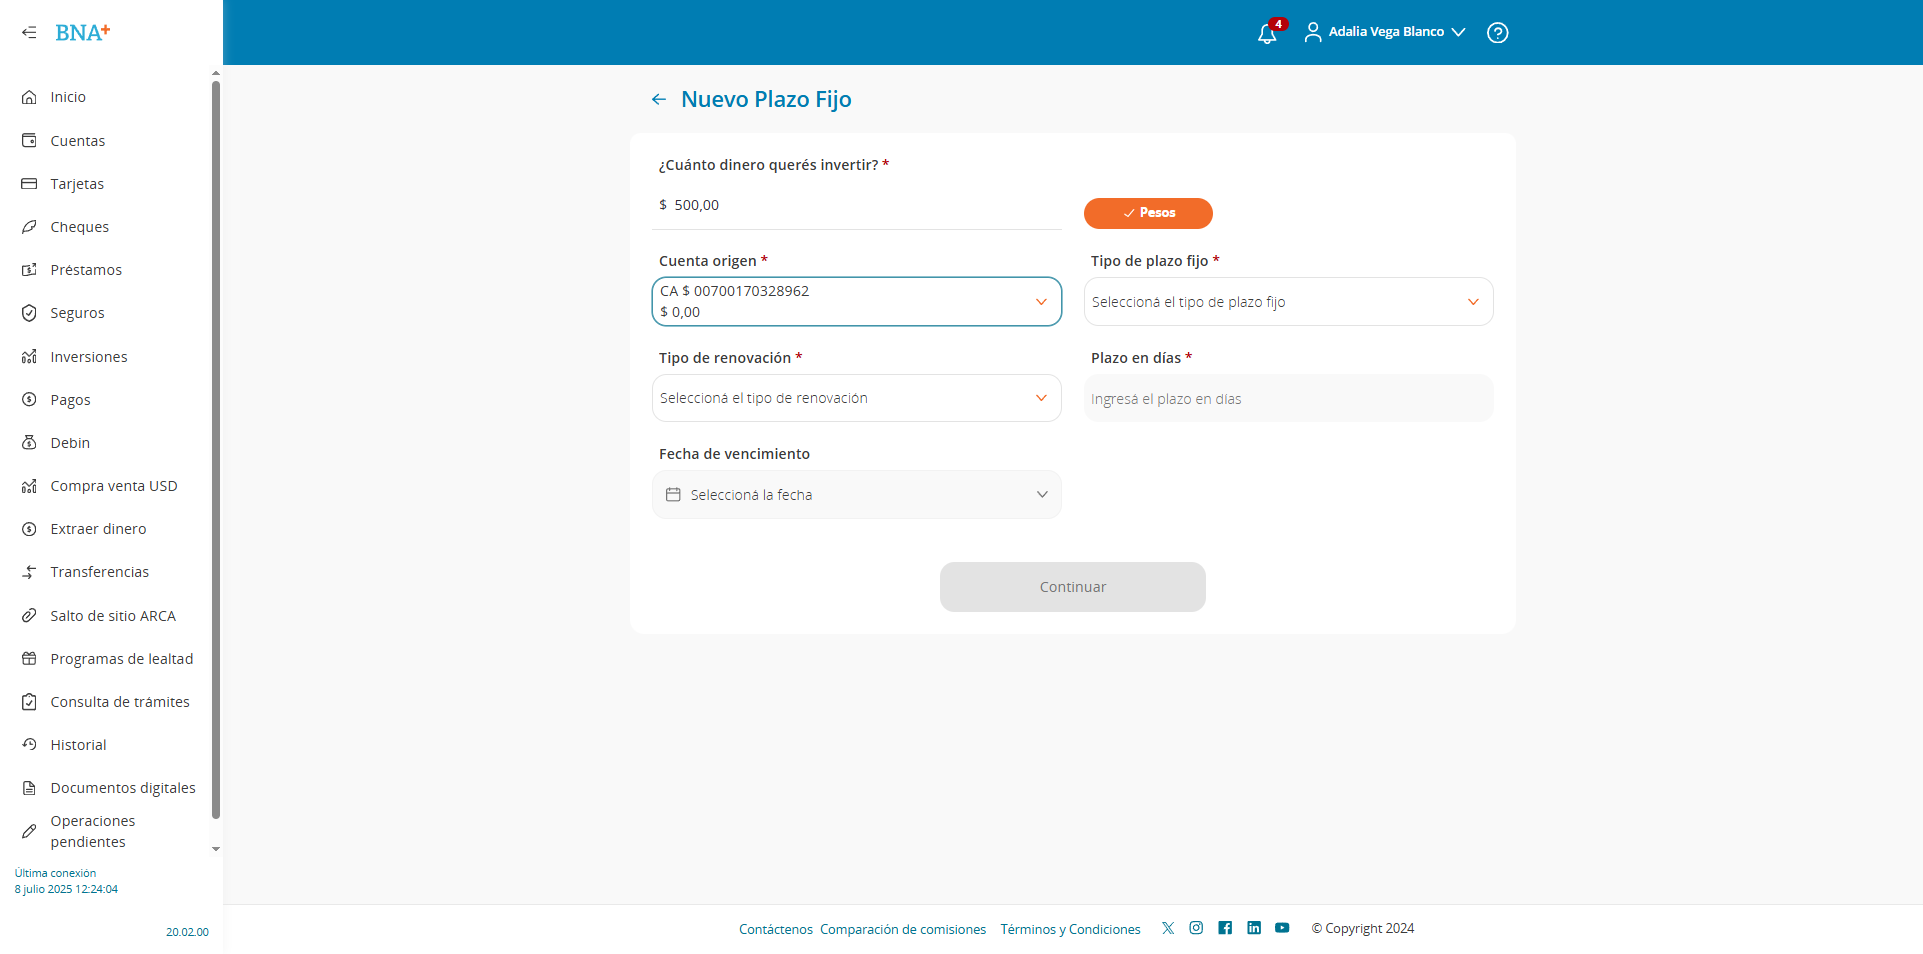 BNA+
4
Adalia Vega Blanco
Inicio
Cuentas
Tarjetas
Cheques
Préstamos
Seguros
Inversiones
Pagos
Debin
Compra venta USD
Extraer dinero
Transferencias
Salto de sitio ARCA
Programas de lealtad
Consulta de trámites
Historial
Documentos digitales
Operaciones
pendientes
Última conexión
8 julio 2025 12:24:04
20.02.00
Nuevo Plazo Fijo
¿Cuánto dinero querés invertir? *
$ 500,00
Pesos
Cuenta origen *
CA $ 00700170328962
$ 0,00
Tipo de plazo fijo *
Seleccioná el tipo de plazo fijo
Tipo de renovación *
Seleccioná el tipo de renovación
Plazo en días *
Ingresá el plazo en días
Fecha de vencimiento
Seleccioná la fecha
Continuar
Contáctenos Comparación de comisiones Términos y Condiciones © Copyright 2024